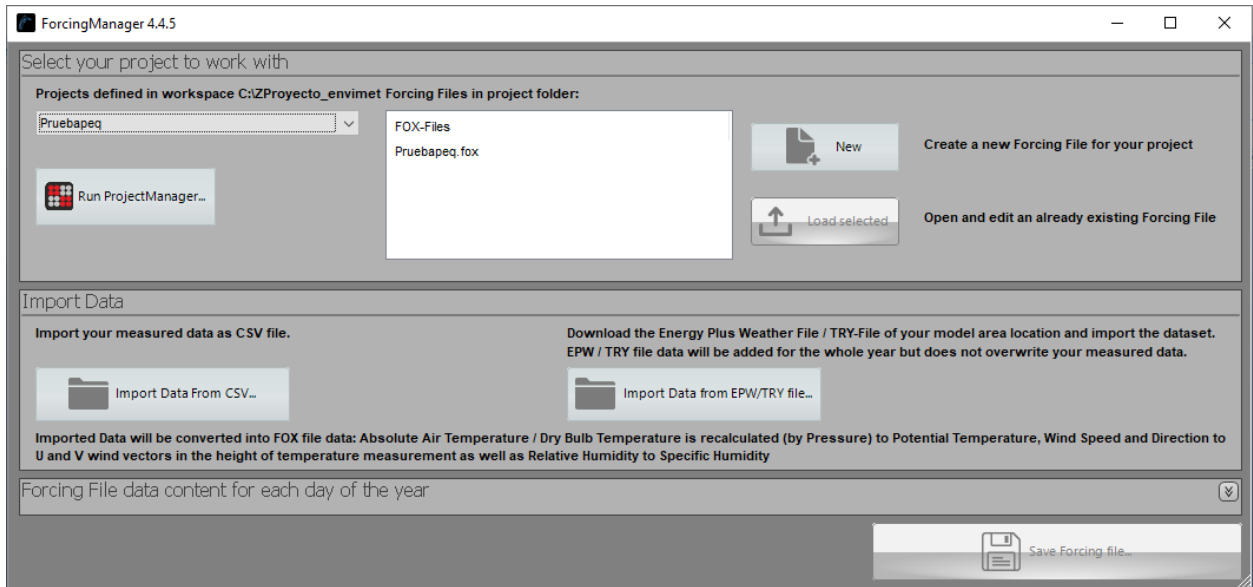 ForcingManager 4.4.5
Select your project to work with
Projects defined in workspace C:\ZProyecto_envimet Forcing Files in project folder:
Pruebapeq
FOX-Files
Pruebapeq.fox
New
Create a new Forcing File for your project
Run ProjectManager...
Load selected
Open and edit an already existing Forcing File
Import Data
Import your measured data as CSV file.
Download the Energy Plus Weather File / TRY-File of your model area location and import the dataset.
EPW / TRY file data will be added for the whole year but does not overwrite your measured data.
Import Data From CSV...
Import Data from EPW/TRY file...
Imported Data will be converted into FOX file data: Absolute Air Temperature / Dry Bulb Temperature is recalculated (by Pressure) to Potential Temperature, Wind Speed and Direction to
U and V wind vectors in the height of temperature measurement as well as Relative Humidity to Specific Humidity
Forcing File data content for each day of the year
Save Forcing file...